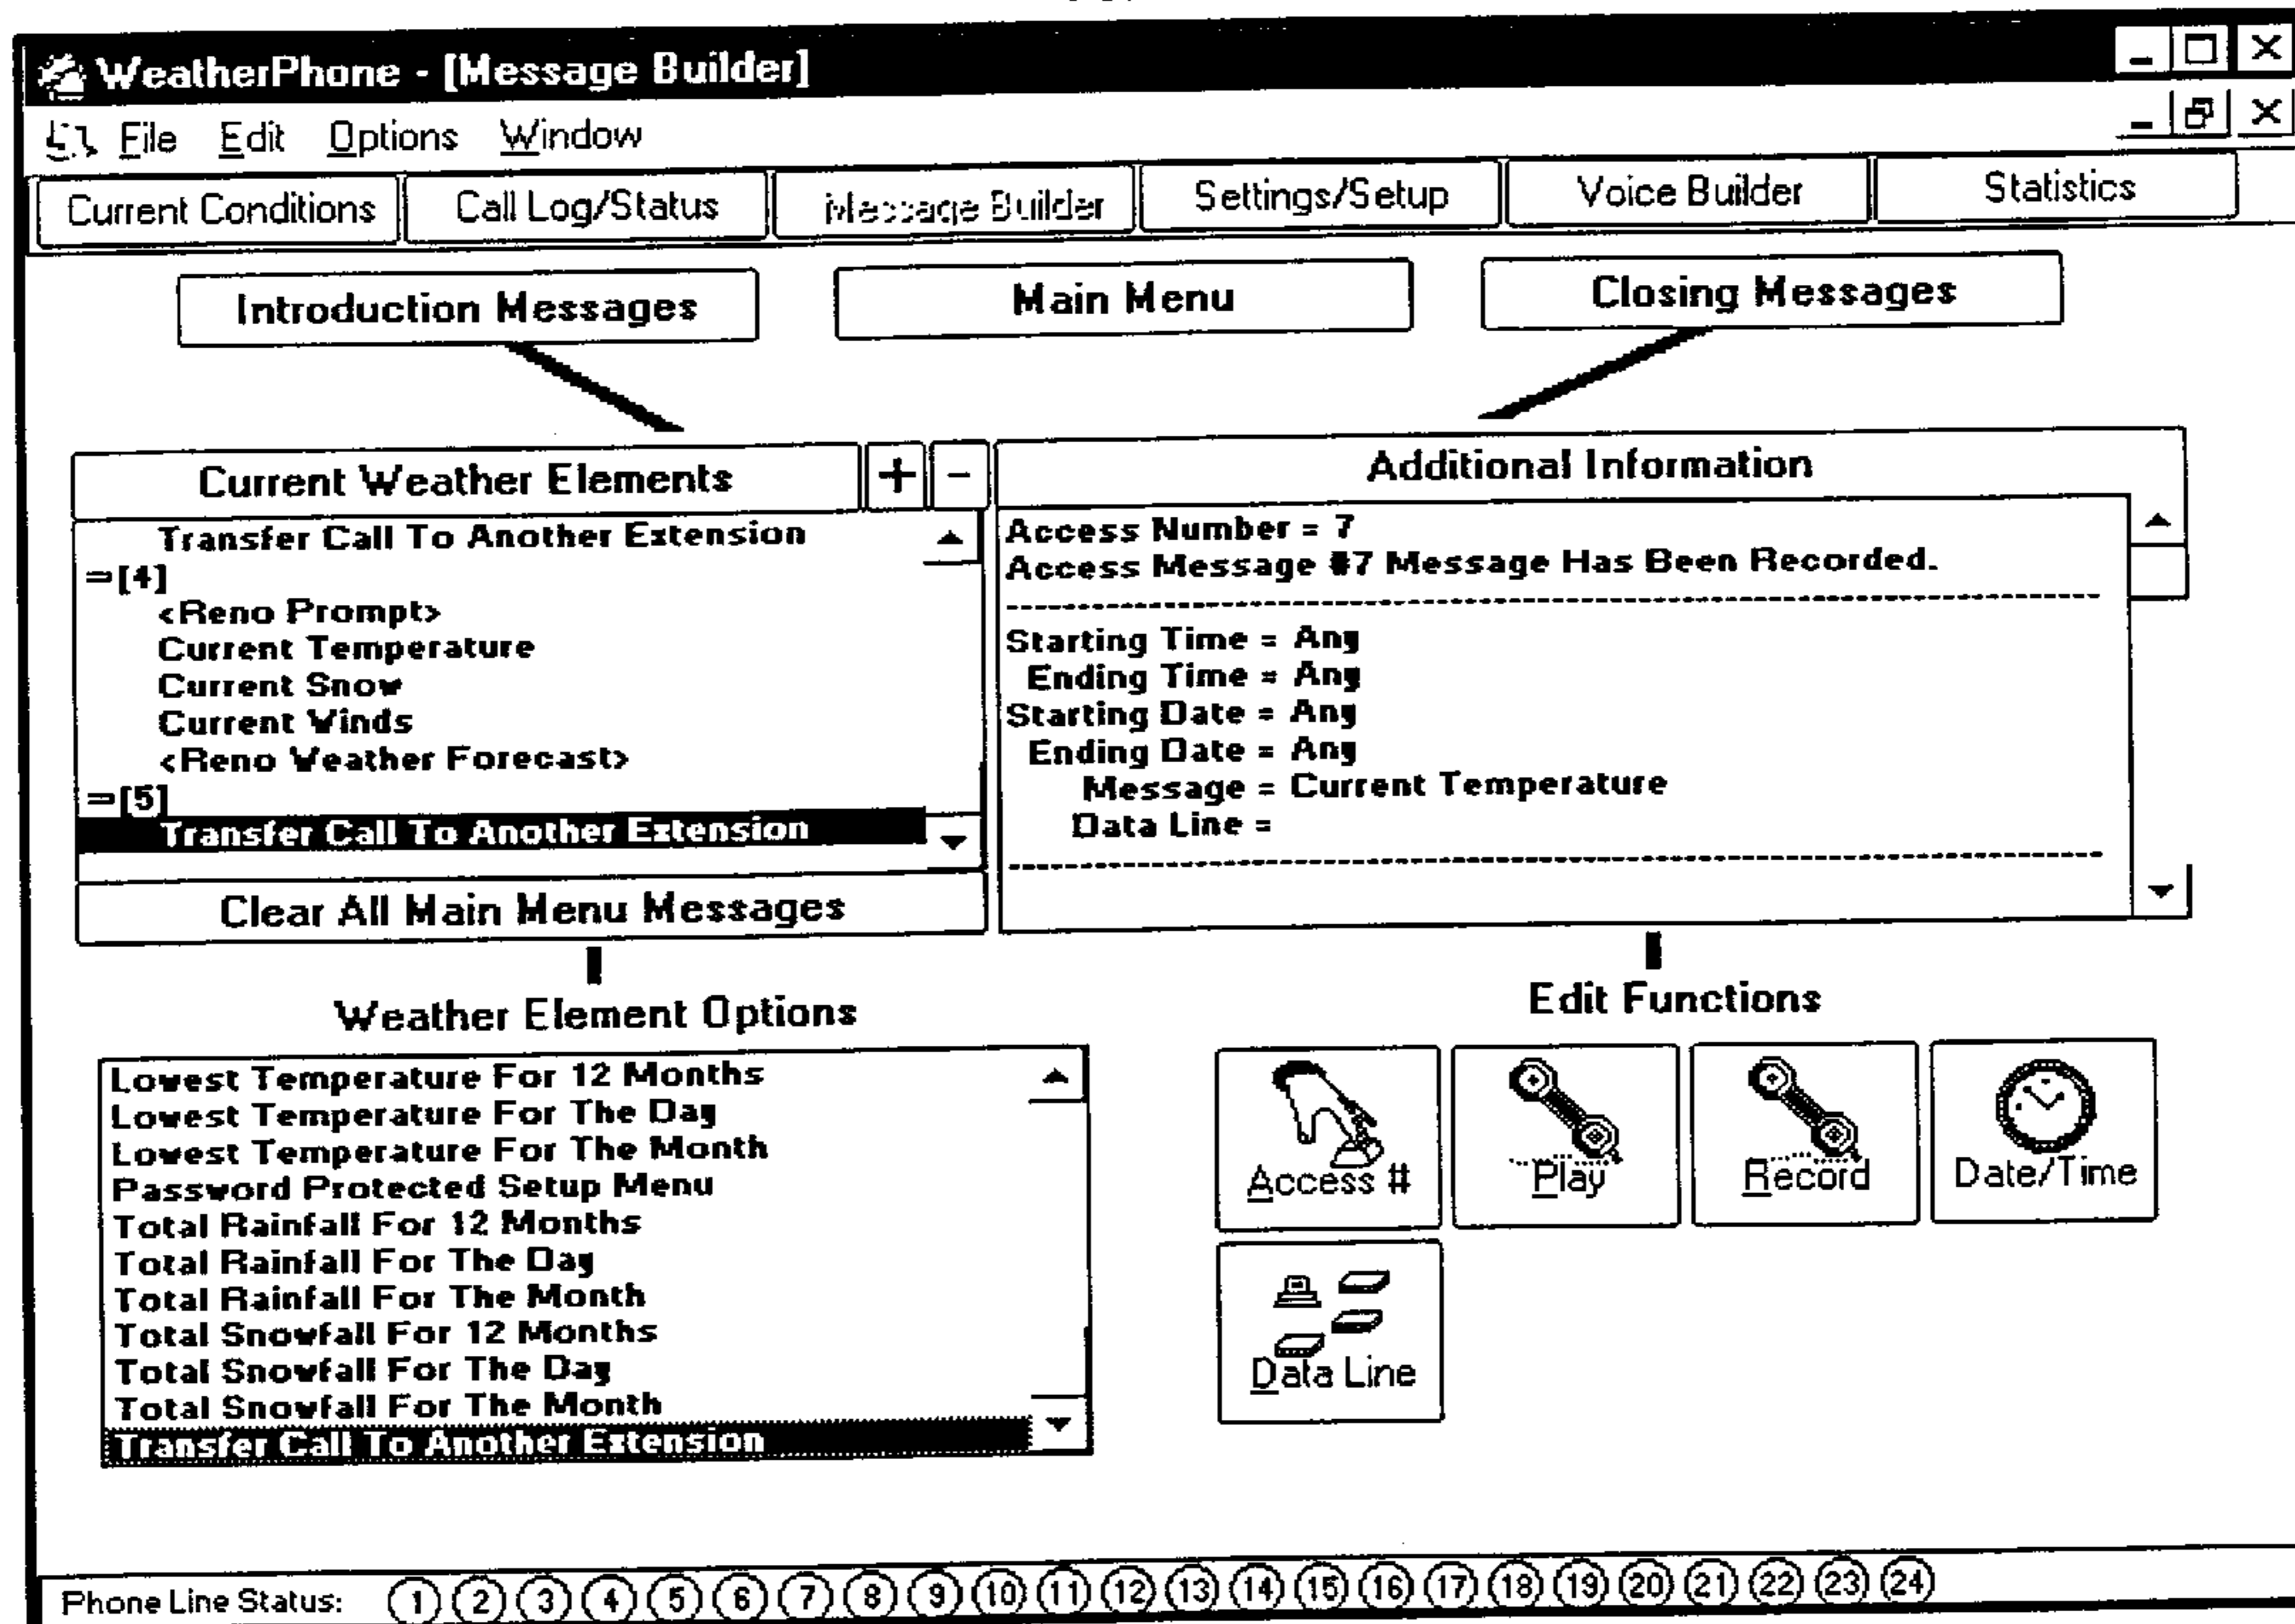 WeatherPhone - [Message Builder]
File Edit Options Window
Current Conditions Call Log/Status Message Builder Settings/Setup Voice Builder Statistics
Introduction Messages Main Menu Closing Messages
Current Weather Elements + -
Transfer Call To Another Extension
=[4]
<Reno Prompt>
Current Temperature
Current Snow
Current Winds
<Reno Weather Forecast>
=[5]
Transfer Call To Another Extension
Clear All Main Menu Messages
Additional Information
Access Number = 7
Access Message #7 Message Has Been Recorded.
Starting Time = Any
Ending Time = Any
Starting Date = Any
Ending Date = Any
Message = Current Temperature
Data Line =
Weather Element Options
Lowest Temperature For 12 Months
Lowest Temperature For The Day
Lowest Temperature For The Month
Password Protected Setup Menu
Total Rainfall For 12 Months
Total Rainfall For The Day
Total Rainfall For The Month
Total Snowfall For 12 Months
Total Snowfall For The Day
Total Snowfall For The Month
Transfer Call To Another Extension
Edit Functions
Access # Play Record Date/Time
Data Line
Phone Line Status: 1 2 3 4 5 6 7 8 9 10 11 12 13 14 15 16 17 18 19 20 21 22 23 24